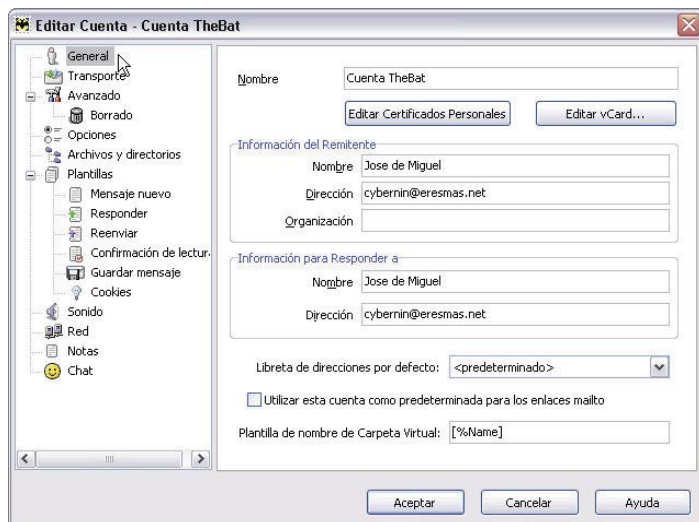 Editar Cuenta - Cuenta TheBat
General
Transporte
Avanzado
Borrado
Opciones
Archivos y directorios
Plantillas
Mensaje nuevo
Responder
Reenviar
Confirmación de lectur
Guardar mensaje
Cookies
Sonido
Red
Notas
Chat
Nombre Cuenta TheBat
Editar Certificados Personales Editar vCard...
Información del Remitente
Nombre Jose de Miguel
Dirección cybernin@eresmas.net
Organización
Información para Responder a
Nombre Jose de Miguel
Dirección cybernin@eresmas.net
Libreta de direcciones por defecto: <predeterminado>
Utilizar esta cuenta como predeterminada para los enlaces mailto
Plantilla de nombre de Carpeta Virtual: [%Name]
Aceptar Cancelar Ayuda